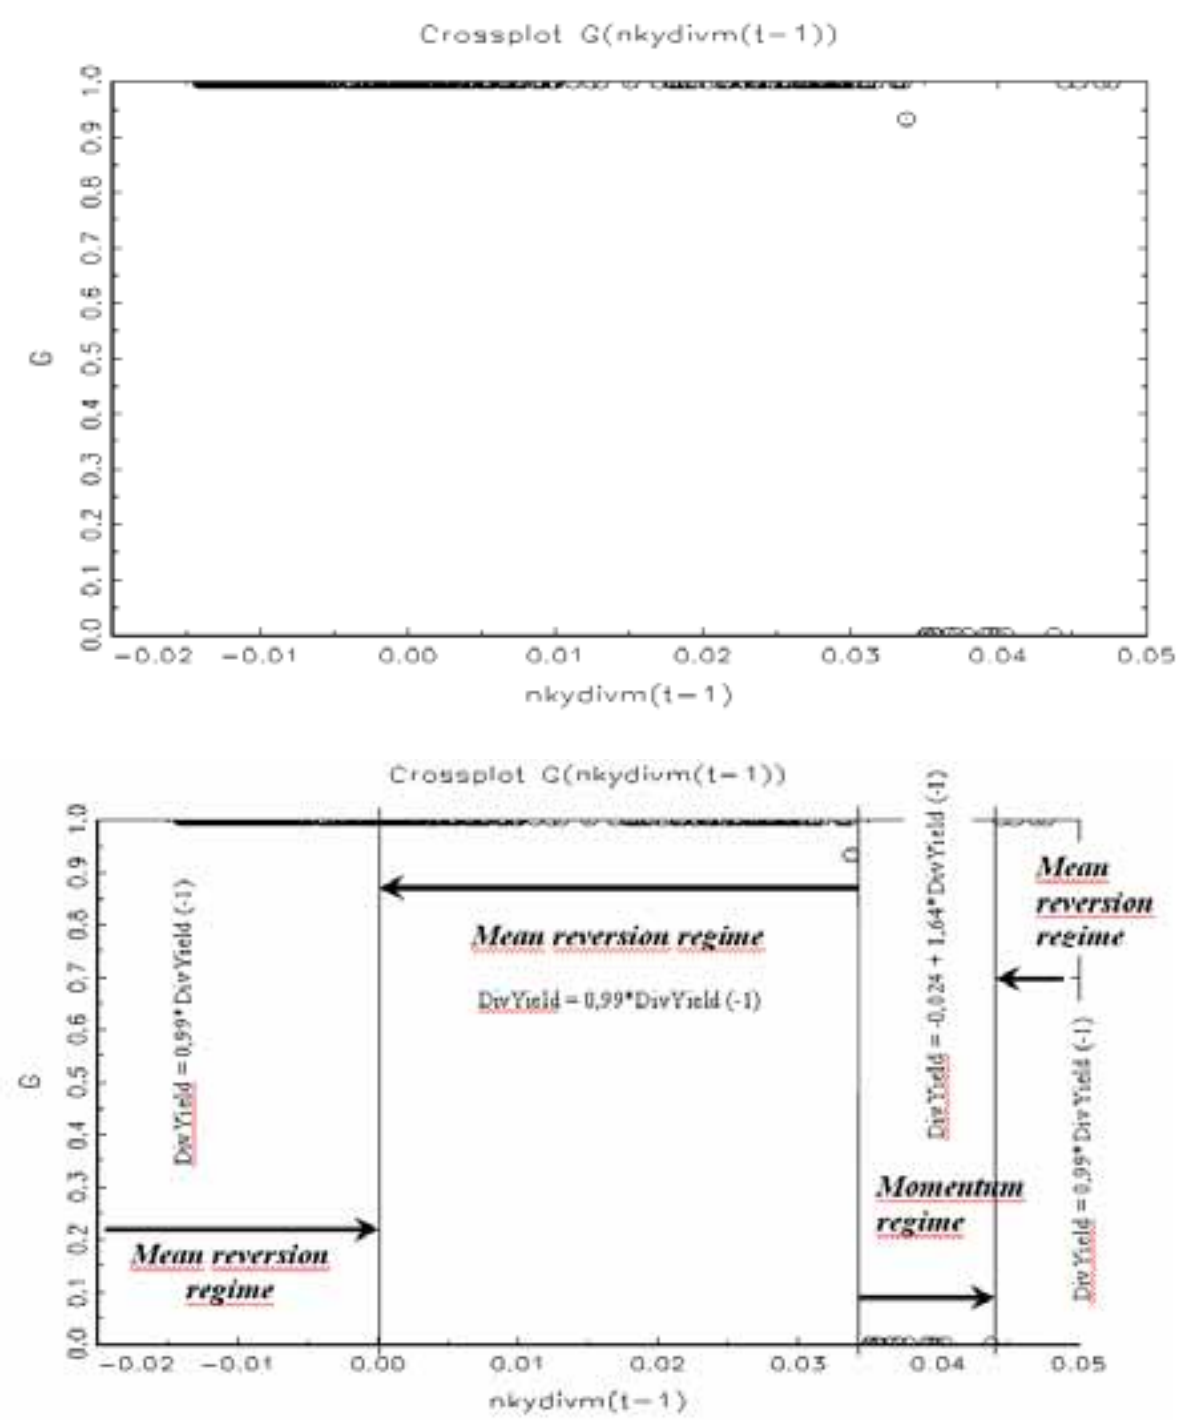 Crossplot G(nkydivm(t-1))
1.0
0.9
0.8
0.7
0.6
0.5
0.4
0.3
0.2
0.1
0.0
G
-0.02 -0.01 0.00 0.01 0.02 0.03 0.04 0.05
nkydivm(t-1)
Crossplot G(nkydivm(t-1))
1.0
0.9
0.8
0.7
0.6
0.5
0.4
0.3
0.2
0.1
0.0
G
DivYield = 0,99*DivYield (-1)
Mean reversion
regime
Mean reversion regime
DivYield = 0,99*DivYield (-1)
DivYield = -0,024 + 1,64*DivYield (-1)
Momentum
regime
Mean
reversion
regime
DivYield = 0,99*DivYield (-1)
-0.02 -0.01 0.00 0.01 0.02 0.03 0.04 0.05
nkydivm(t-1)